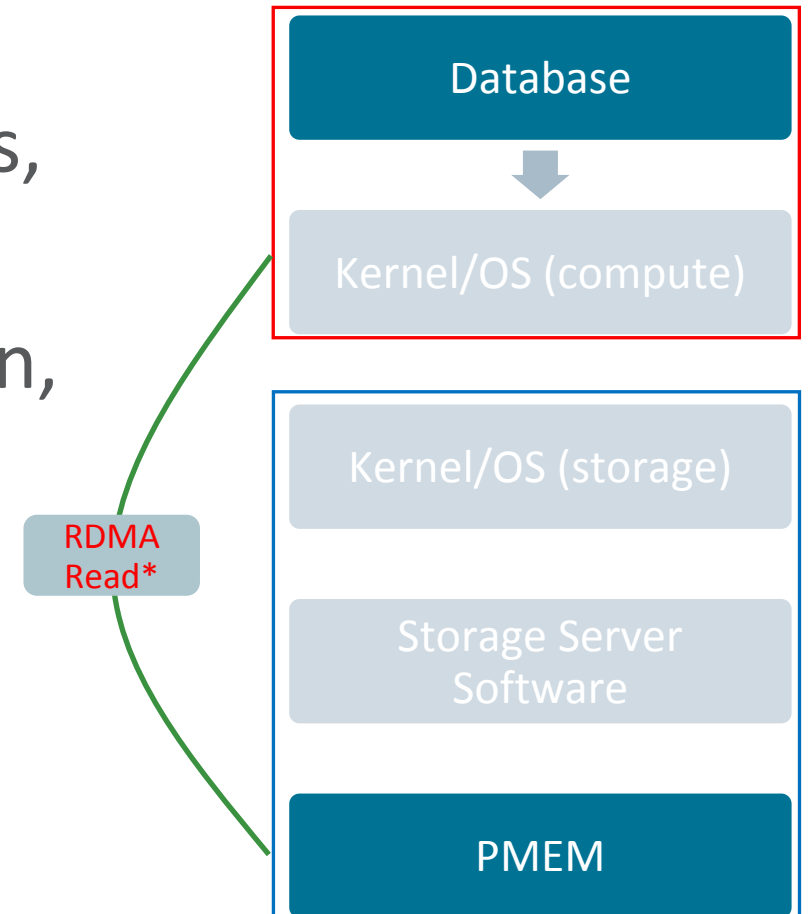 s,
n,
Database
Kernel/OS (compute)
Kernel/OS (storage)
RDMA
Read*
Storage Server
Software
PMEM